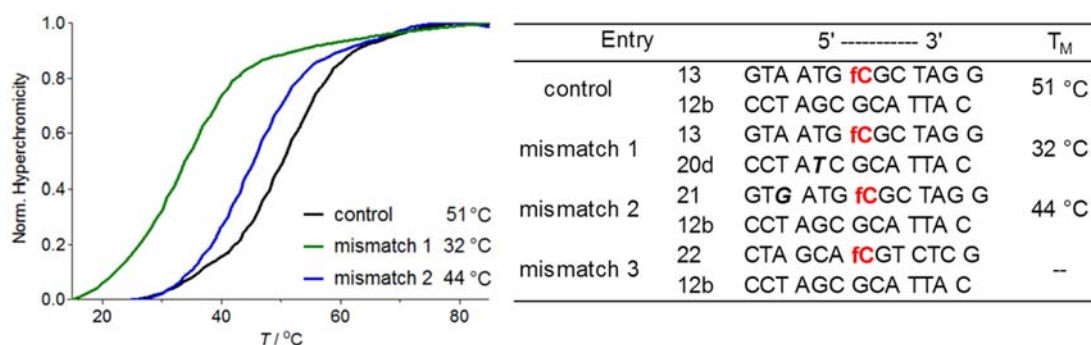 Norm. Hyperchromicity
1.0
0.8
0.6
0.4
0.2
0.0
20 40 60 80
T / °C
control 51 °C
mismatch 1 32 °C
mismatch 2 44 °C
Entry 5' ----------- 3' TM
control 13 GTA ATG fCGC TAG G 51 °C
12b CCT AGC GCA TTA C
mismatch 1 13 GTA ATG fCGC TAG G 32 °C
20d CCT ATC GCA TTA C
mismatch 2 21 GTG ATG fCGC TAG G 44 °C
12b CCT AGC GCA TTA C
mismatch 3 22 CTA GCA fCGT CTC G --
12b CCT AGC GCA TTA C